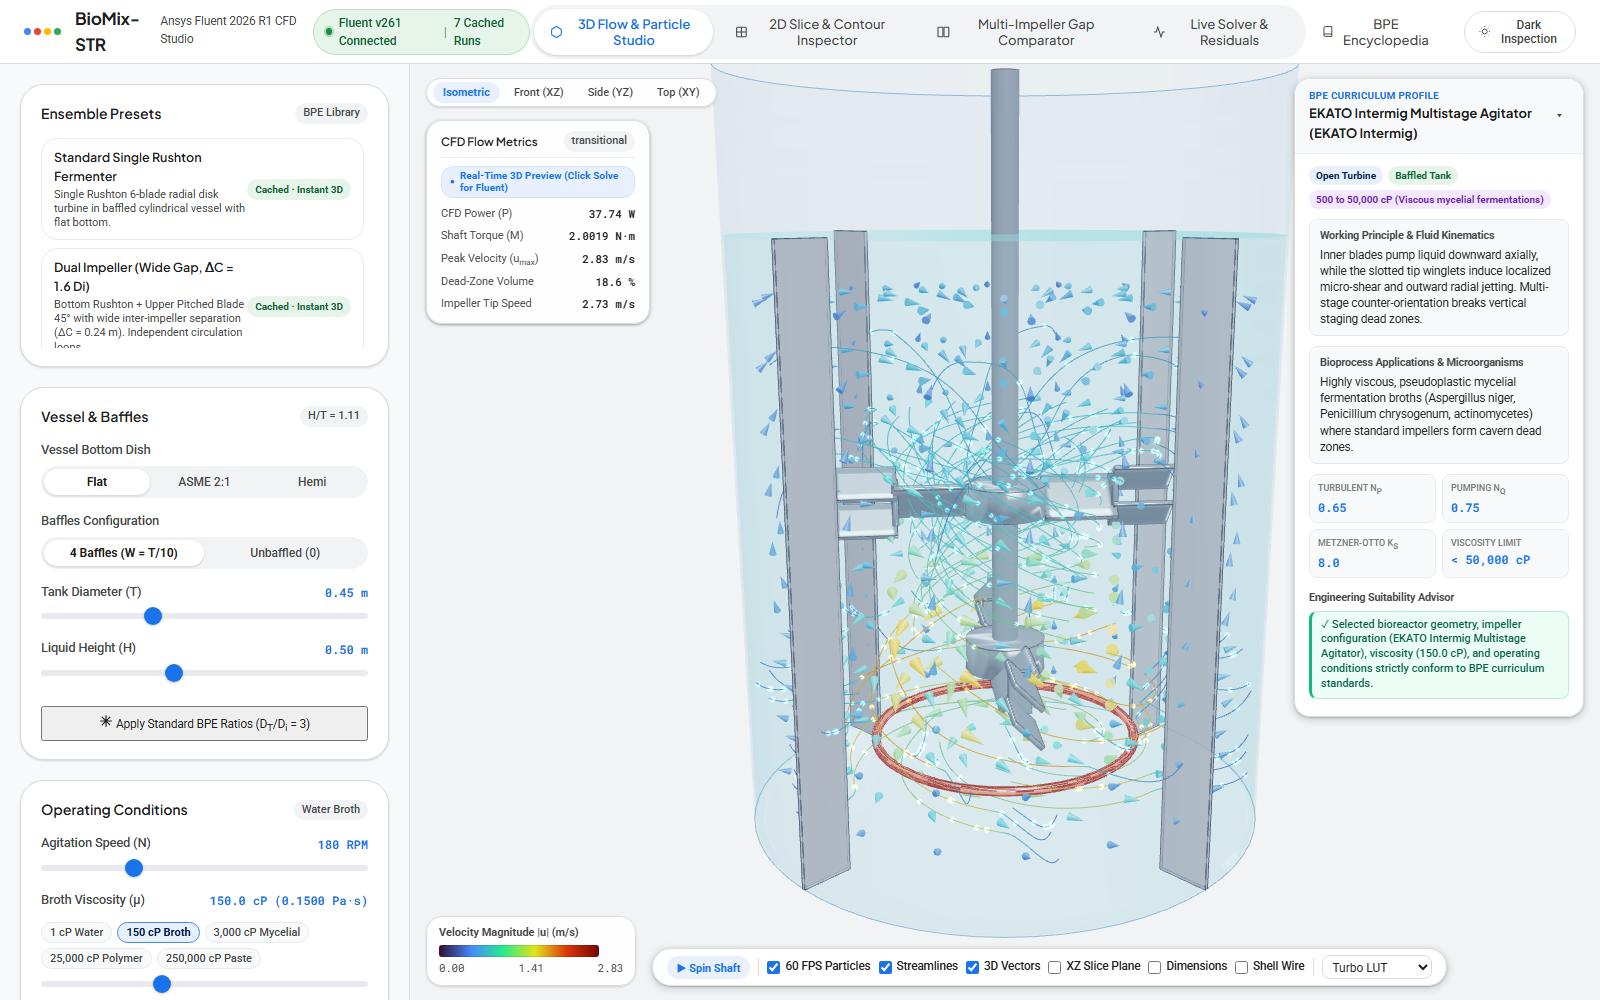 BioMix-
STR
Ansys Fluent 2026 R1 CFD
Studio
Fluent v261
Connected
7 Cached
Runs
3D Flow & Particle
Studio
2D Slice & Contour
Inspector
Multi-Impeller Gap
Comparator
Live Solver &
Residuals
BPE
Encyclopedia
Dark
Inspection
Ensemble Presets
BPE Library
Standard Single Rushton
Fermenter
Single Rushton 6-blade radial disk
turbine in baffled cylindrical vessel with
flat bottom.
Cached · Instant 3D
Dual Impeller (Wide Gap, ΔC =
1.6 Di)
Bottom Rushton + Upper Pitched Blade
45° with wide inter-impeller separation
(ΔC = 0.24 m). Independent circulation
loops.
Cached · Instant 3D
Vessel & Baffles
H/T = 1.11
Vessel Bottom Dish
Flat
ASME 2:1
Hemi
Baffles Configuration
4 Baffles (W = T/10)
Unbaffled (0)
Tank Diameter (T)
0.45 m
Liquid Height (H)
0.50 m
✳ Apply Standard BPE Ratios (DT/Di = 3)
Operating Conditions
Water Broth
Agitation Speed (N)
180 RPM
Broth Viscosity (μ)
150.0 cP (0.1500 Pa·s)
1 cP Water
150 cP Broth
3,000 cP Mycelial
25,000 cP Polymer
250,000 cP Paste
Isometric
Front (XZ)
Side (YZ)
Top (XY)
CFD Flow Metrics
transitional
• Real-Time 3D Preview (Click Solve
for Fluent)
CFD Power (P)
37.74 W
Shaft Torque (M)
2.0019 N·m
Peak Velocity (umax)
2.83 m/s
Dead-Zone Volume
18.6 %
Impeller Tip Speed
2.73 m/s
Velocity Magnitude |u| (m/s)
0.00
1.41
2.83
▶ Spin Shaft
60 FPS Particles
Streamlines
3D Vectors
XZ Slice Plane
Dimensions
Shell Wire
Turbo LUT
BPE CURRICULUM PROFILE
EKATO Intermig Multistage Agitator
(EKATO Intermig)
Open Turbine
Baffled Tank
500 to 50,000 cP (Viscous mycelial fermentations)
Working Principle & Fluid Kinematics
Inner blades pump liquid downward axially,
while the slotted tip winglets induce localized
micro-shear and outward radial jetting. Multi-
stage counter-orientation breaks vertical
staging dead zones.
Bioprocess Applications & Microorganisms
Highly viscous, pseudoplastic mycelial
fermentation broths (Aspergillus niger,
Penicillium chrysogenum, actinomycetes)
where standard impellers form cavern dead
zones.
TURBULENT NP
0.65
PUMPING NQ
0.75
METZNER-OTTO KS
8.0
VISCOSITY LIMIT
< 50,000 cP
Engineering Suitability Advisor
✓ Selected bioreactor geometry, impeller
configuration (EKATO Intermig Multistage
Agitator), viscosity (150.0 cP), and operating
conditions strictly conform to BPE curriculum
standards.